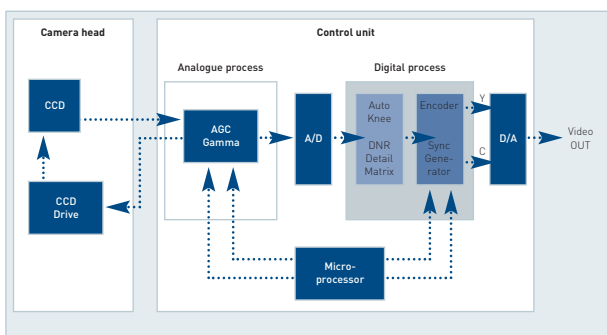 Camera head
Control unit
Analogue process
Digital process
CCD
CCD
Drive
AGC
Gamma
A/D
Auto
Knee
DNR
Detail
Matrix
Encoder
Sync
Gene-
rator
Y
C
D/A
Video
OUT
Micro-
processor